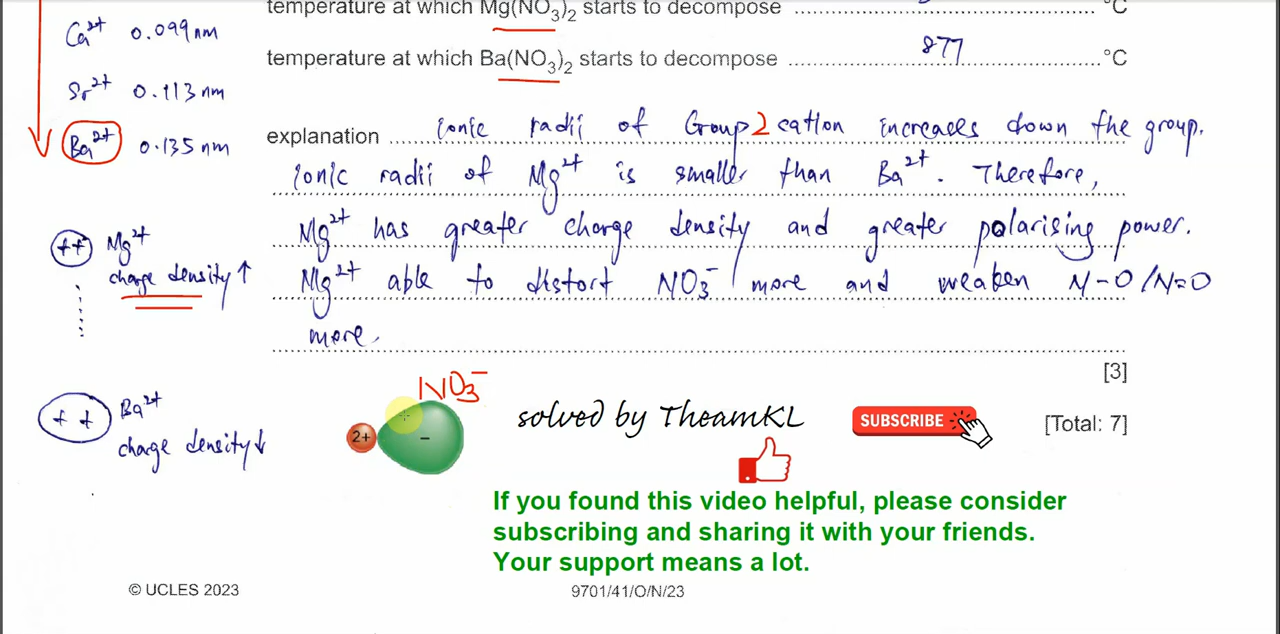 temperature at which Mg(NO₃)₂ starts to decompose .................... °C
Ca²⁺ 0.099nm
temperature at which Ba(NO₃)₂ starts to decompose .................... 877 .................... °C
Sr²⁺ 0.113 nm
Ba²⁺ 0.135 nm
explanation ionic radii of Group 2 cation increases down the group.
ionic radii of Mg²⁺ is smaller than Ba²⁺. Therefore,
Mg²⁺ has greater charge density and greater polarising power.
Mg²⁺ able to distort NO₃⁻ more and weaken N-O/N=O
more.
++ Mg²⁺
charge density ↑
[3]
++ Ba²⁺
charge density ↓
NO₃⁻
2+ -
solved by TheamKL
SUBSCRIBE
[Total: 7]
If you found this video helpful, please consider
subscribing and sharing it with your friends.
Your support means a lot.
© UCLES 2023
9701/41/O/N/23